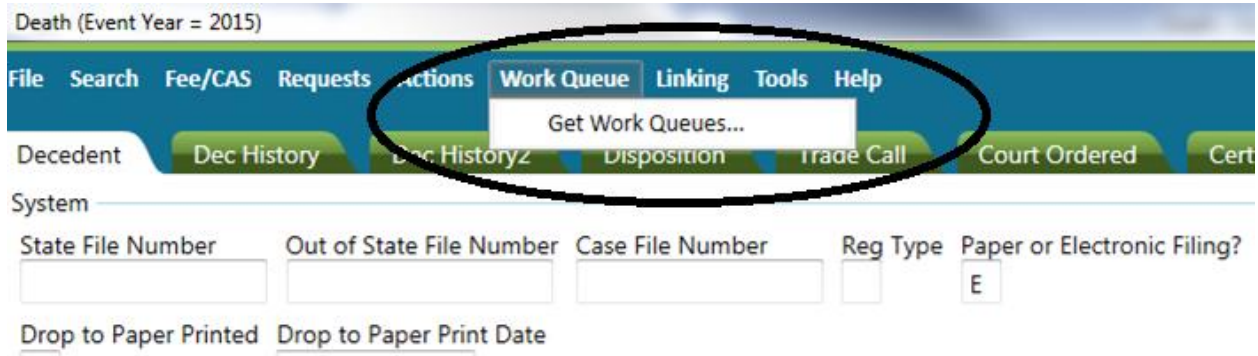 Death (Event Year = 2015)
File Search Fee/CAS Requests Actions Work Queue Linking Tools Help
Get Work Queues...
Decedent Dec History Dec History2 Disposition Trade Call Court Ordered Cert
System
State File Number Out of State File Number Case File Number Reg Type Paper or Electronic Filing?
E
Drop to Paper Printed Drop to Paper Print Date